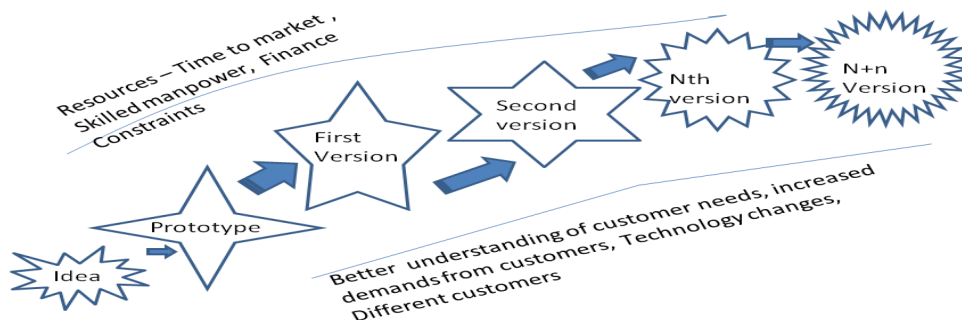 Resources – Time to market ,
Skilled manpower, Finance
Constraints
Idea
Prototype
First
Version
Second
version
Nth
version
N+n
Version
Better understanding of customer needs, increased
demands from customers, Technology changes,
Different customers